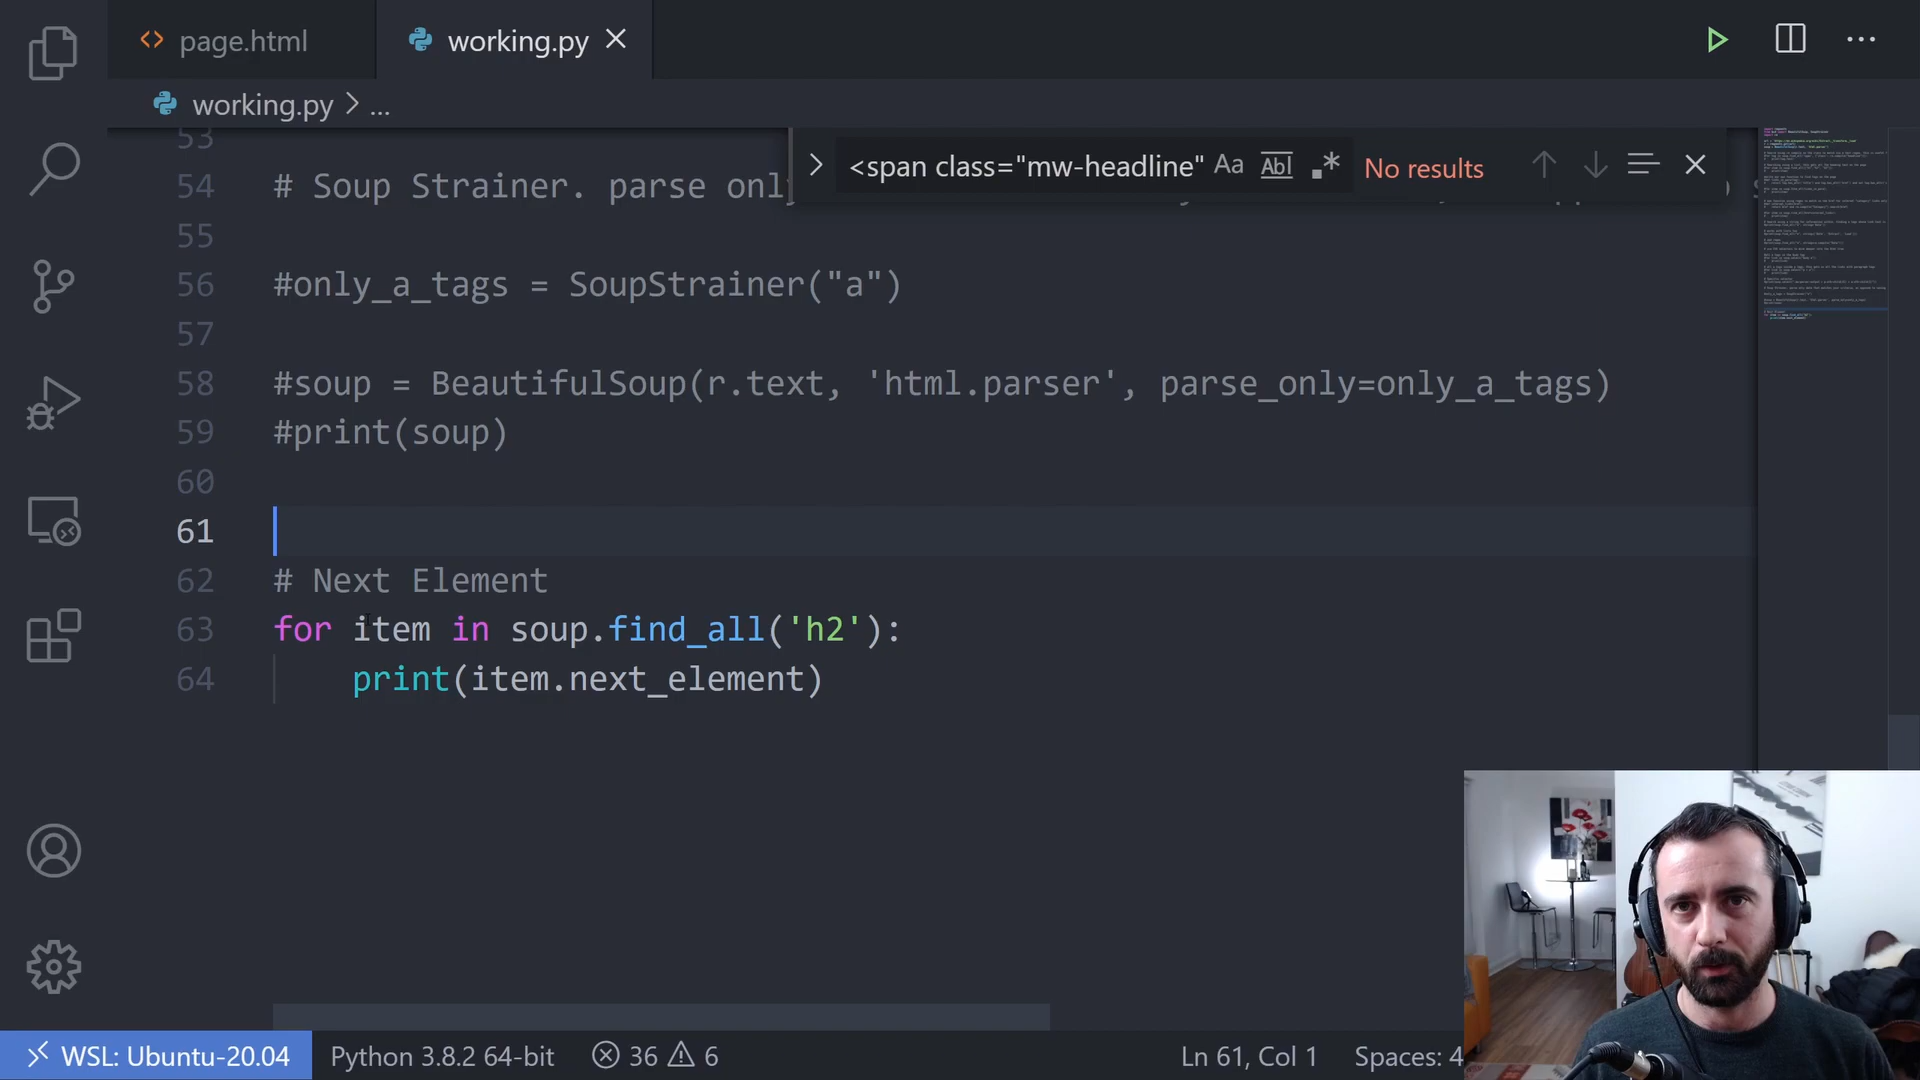 page.html
working.py
working.py > ...
<span class="mw-headline" Aa Abl .* No results
53
54 # Soup Strainer. parse only
55
56 #only_a_tags = SoupStrainer("a")
57
58 #soup = BeautifulSoup(r.text, 'html.parser', parse_only=only_a_tags)
59 #print(soup)
60
61
62 # Next Element
63 for item in soup.find_all('h2'):
64 print(item.next_element)
WSL: Ubuntu-20.04 Python 3.8.2 64-bit 36 6 Ln 61, Col 1 Spaces: 4